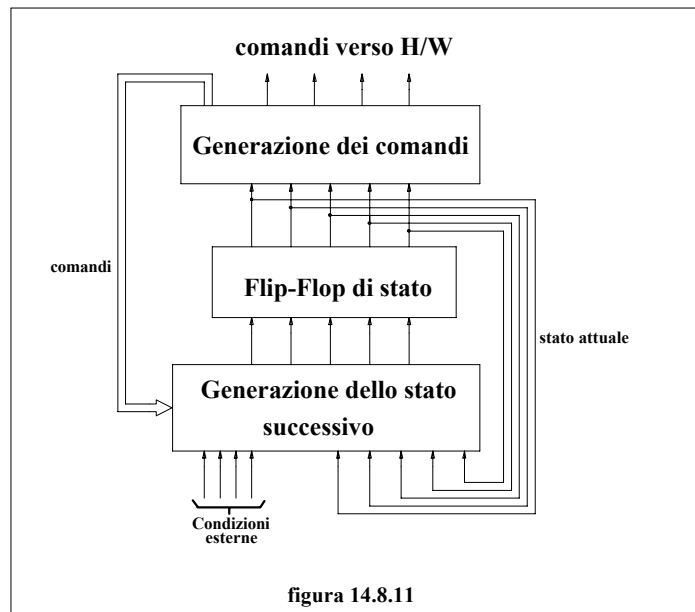 comandi verso H/W
Generazione dei comandi
comandi
Flip-Flop di stato
stato attuale
Generazione dello stato
successivo
Condizioni
esterne
figura 14.8.11